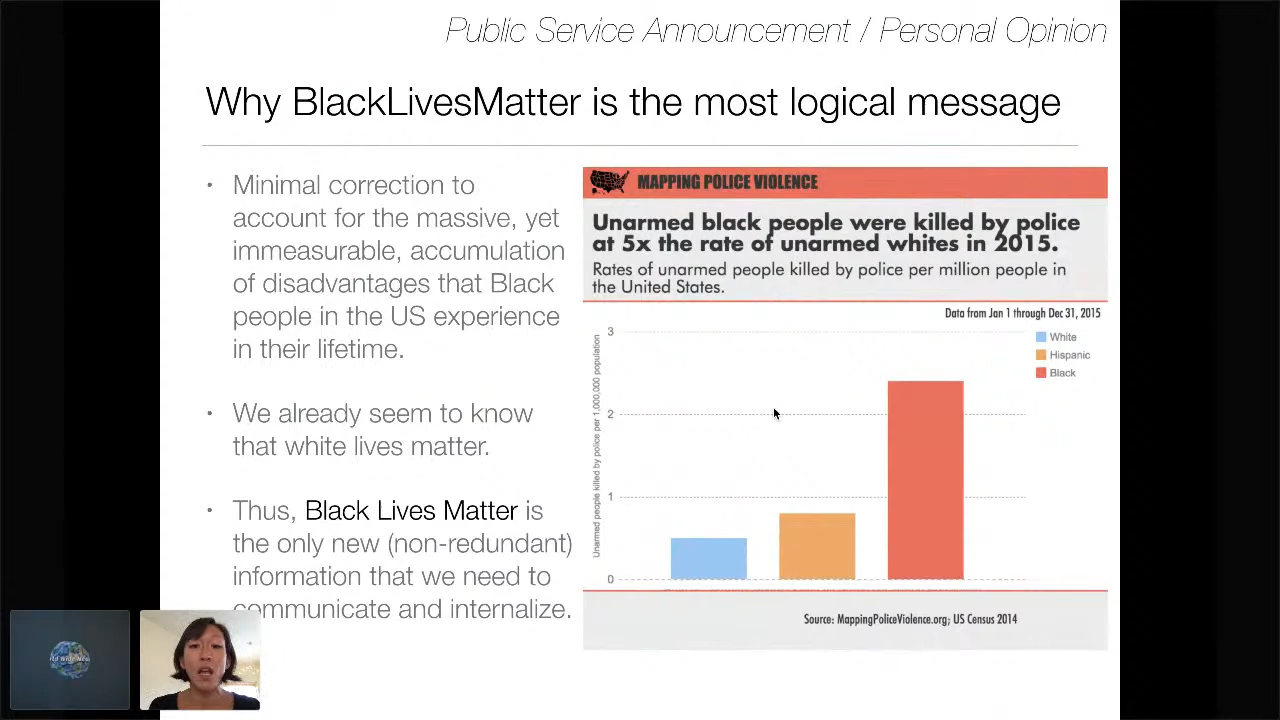 Public Service Announcement / Personal Opinion
Why BlackLivesMatter is the most logical message
• Minimal correction to
account for the massive, yet
immeasurable, accumulation
of disadvantages that Black
people in the US experience
in their lifetime.
• We already seem to know
that white lives matter.
• Thus, Black Lives Matter is
the only new (non-redundant)
information that we need to
communicate and internalize.
MAPPING POLICE VIOLENCE
Unarmed black people were killed by police
at 5x the rate of unarmed whites in 2015.
Rates of unarmed people killed by police per million people in
the United States.
Data from Jan 1 through Dec 31, 2015
Unarmed people killed by police per 1,000,000 population
3
2
1
0
White
Hispanic
Black
Source: MappingPoliceViolence.org; US Census 2014